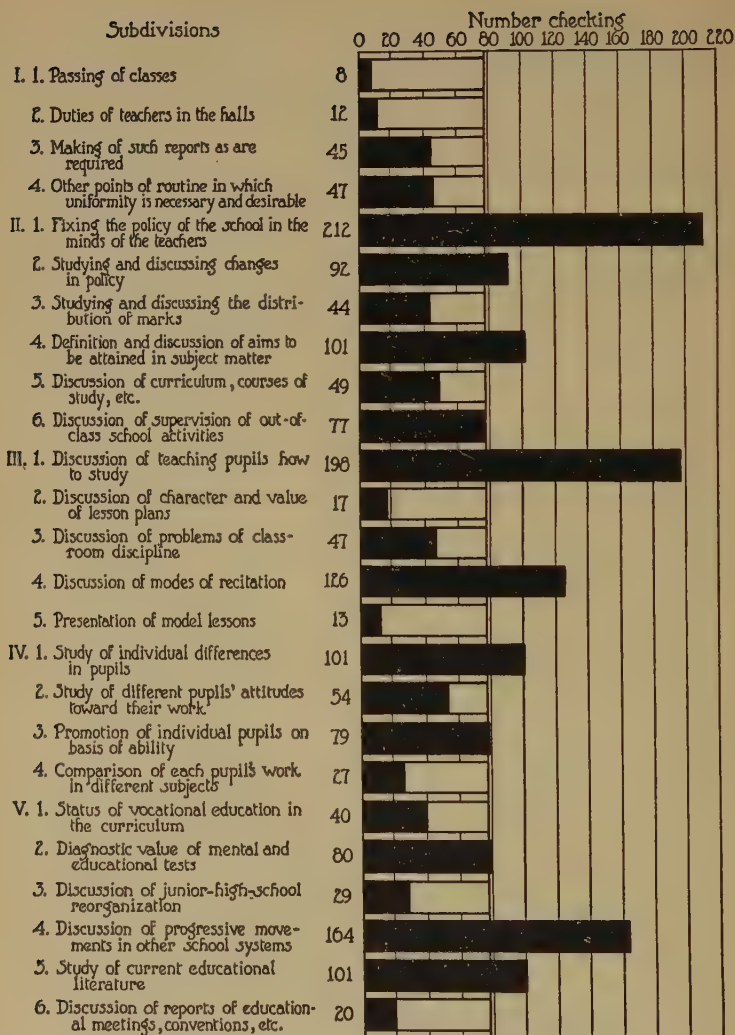 Subdivisions
Number checking
0 20 40 60 80 100 120 140 160 180 200 220
I. 1. Passing of classes 8
2. Duties of teachers in the halls 12
3. Making of such reports as are
required 45
4. Other points of routine in which
uniformity is necessary and desirable 47
II. 1. Fixing the policy of the school in the
minds of the teachers 212
2. Studying and discussing changes
in policy 92
3. Studying and discussing the distri-
bution of marks 44
4. Definition and discussion of aims to
be attained in subject matter 101
5. Discussion of curriculum, courses of
study, etc. 49
6. Discussion of supervision of out-of-
class school activities 77
III. 1. Discussion of teaching pupils how
to study 198
2. Discussion of character and value
of lesson plans 17
3. Discussion of problems of class-
room discipline 47
4. Discussion of modes of recitation 126
5. Presentation of model lessons 13
IV. 1. Study of individual differences
in pupils 101
2. Study of different pupils' attitudes
toward their work 54
3. Promotion of individual pupils on
basis of ability 79
4. Comparison of each pupil's work
in different subjects 27
V. 1. Status of vocational education in
the curriculum 40
2. Diagnostic value of mental and
educational tests 80
3. Discussion of junior-high-school
reorganization 29
4. Discussion of progressive move-
ments in other school systems 164
5. Study of current educational
literature 101
6. Discussion of reports of education-
al meetings, conventions, etc. 20